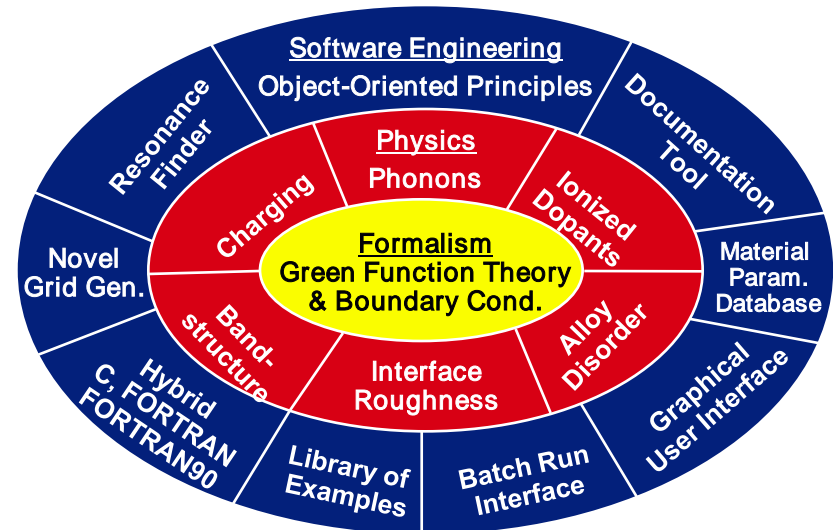 Software Engineering
Object-Oriented Principles
Documentation
Tool
Material
Param.
Database
Graphical
User Interface
Batch Run
Interface
Library of
Examples
Hybrid
C, FORTRAN
FORTRAN90
Novel
Grid Gen.
Resonance
Finder
Physics
Phonons
Ionized
Dopants
Alloy
Disorder
Interface
Roughness
Band-
structure
Charging
Formalism
Green Function Theory
& Boundary Cond.